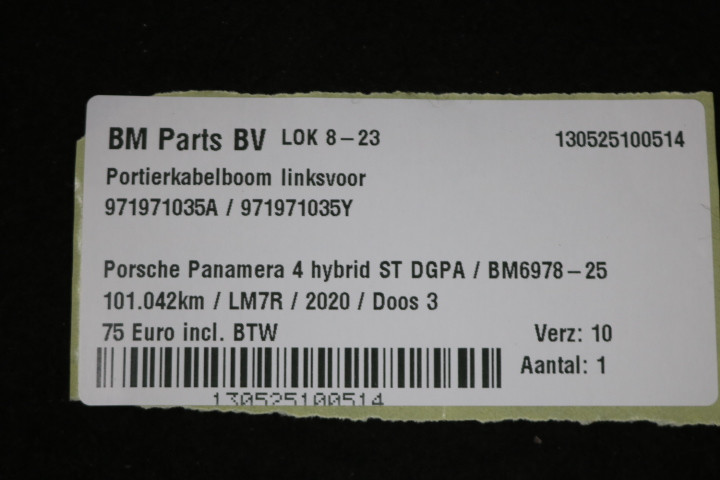 BM Parts BV LOK 8-23 130525100514
Portierkabelboom linksvoor
971971035A / 971971035Y
Porsche Panamera 4 hybrid ST DGPA / BM6978-25
101.042km / LM7R / 2020 / Doos 3
75 Euro incl. BTW Verz: 10
Aantal: 1
130525100514